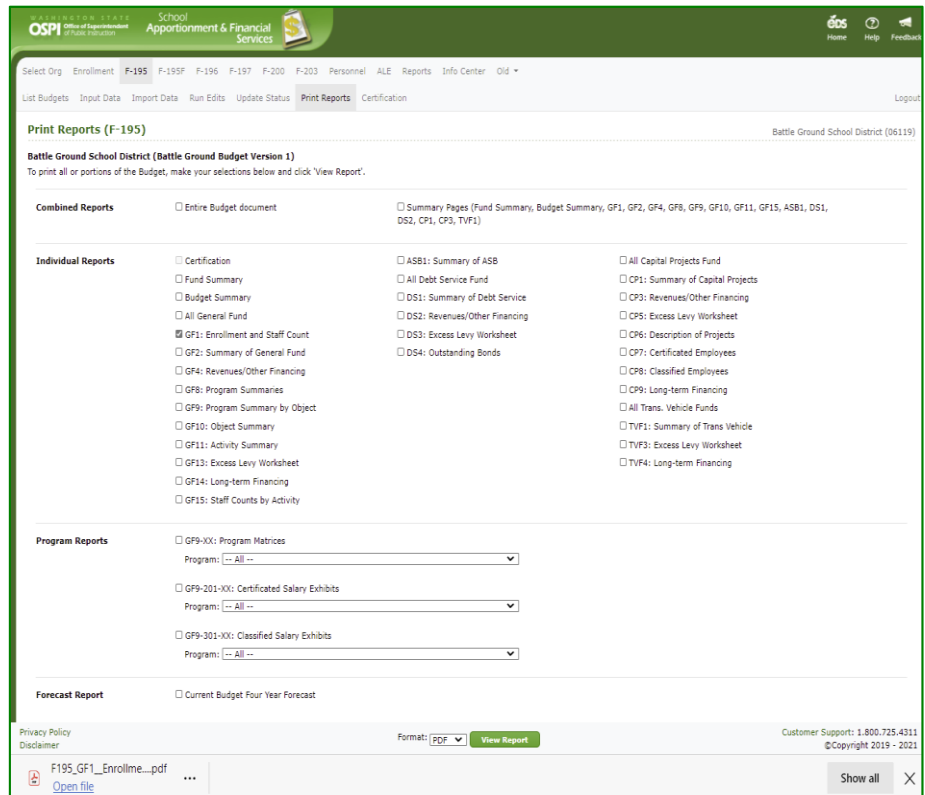 WASHINGTON STATE
OSPI Office of Superintendent of Public Instruction
School
Apportionment & Financial
Services
EDS
Home Help Feedback
Select Org Enrollment F-195 F-195F F-196 F-197 F-200 F-203 Personnel ALE Reports Info Center Old
List Budgets Input Data Import Data Run Edits Update Status Print Reports Certification Logout
Print Reports (F-195) Battle Ground School District (06119)
Battle Ground School District (Battle Ground Budget Version 1)
To print all or portions of the Budget, make your selections below and click 'View Report'.
Combined Reports Entire Budget document Summary Pages (Fund Summary, Budget Summary, GF1, GF2, GF4, GF8, GF9, GF10, GF11, GF15, ASB1, DS1,
DS2, CP1, CP3, TVF1)
Individual Reports Certification ASB1: Summary of ASB All Capital Projects Fund
Fund Summary All Debt Service Fund CP1: Summary of Capital Projects
Budget Summary DS1: Summary of Debt Service CP3: Revenues/Other Financing
All General Fund DS2: Revenues/Other Financing CP5: Excess Levy Worksheet
GF1: Enrollment and Staff Count DS3: Excess Levy Worksheet CP6: Description of Projects
GF2: Summary of General Fund DS4: Outstanding Bonds CP7: Certificated Employees
GF4: Revenues/Other Financing CP8: Classified Employees
GF8: Program Summaries CP9: Long-term Financing
GF9: Program Summary by Object All Trans. Vehicle Funds
GF10: Object Summary TVF1: Summary of Trans Vehicle
GF11: Activity Summary TVF3: Excess Levy Worksheet
GF13: Excess Levy Worksheet TVF4: Long-term Financing
GF14: Long-term Financing
GF15: Staff Counts by Activity
Program Reports GF9-XX: Program Matrices
Program: -- All --
GF9-201-XX: Certificated Salary Exhibits
Program: -- All --
GF9-301-XX: Classified Salary Exhibits
Program: -- All --
Forecast Report Current Budget Four Year Forecast
Privacy Policy Format: PDF View Report Customer Support: 1.800.725.4311
Disclaimer ©Copyright 2019 - 2021
F195_GF1__Enrollme....pdf ... Show all
Open file